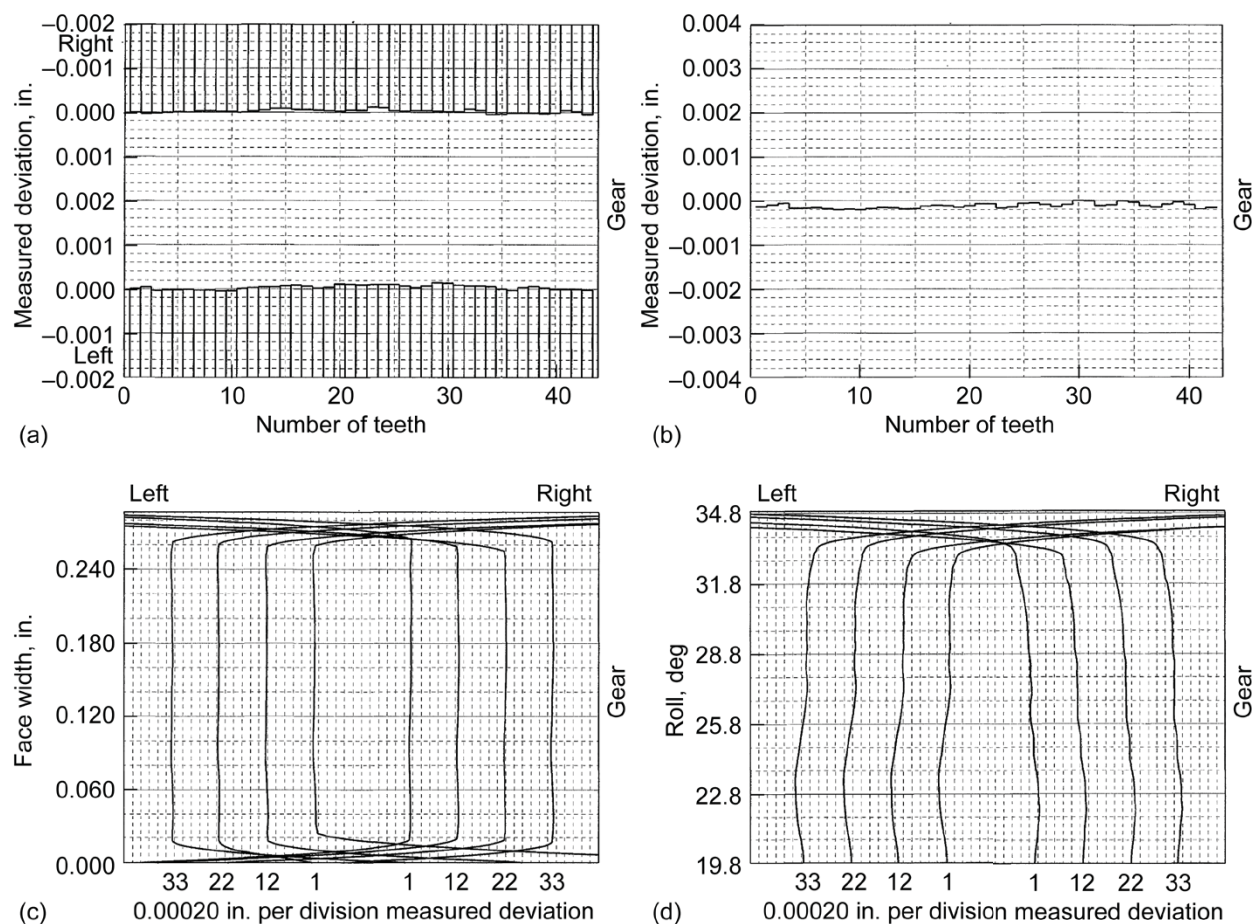 −0.002
Right
−0.001
0.000
0.001
0.002
0.001
0.000
−0.001
Left
−0.002
Measured deviation, in.
0 10 20 30 40
Number of teeth
Gear
(a)
0.004
0.003
0.002
0.001
0.000
−0.001
−0.002
−0.003
−0.004
Measured deviation, in.
0 10 20 30 40
Number of teeth
Gear
(b)
Left Right
0.240
0.180
0.120
0.060
0.000
Face width, in.
33 22 12 1 1 12 22 33
0.00020 in. per division measured deviation
Gear
(c)
Left Right
34.8
31.8
28.8
25.8
22.8
19.8
Roll, deg
33 22 12 1 1 12 22 33
0.00020 in. per division measured deviation
Gear
(d)